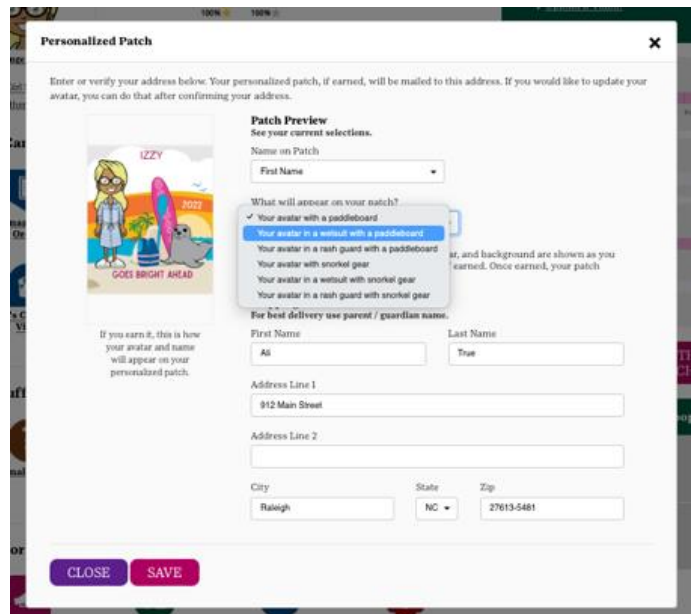 100% 100%
Personalized Patch
Enter or verify your address below. Your personalized patch, if earned, will be mailed to this address. If you would like to update your
avatar, you can do that after confirming your address.
Patch Preview
See your current selections.
Name on Patch
First Name
IZZY
2022
GOES BRIGHT AHEAD
What will appear on your patch?
✓ Your avatar with a paddleboard
Your avatar in a wetsuit with a paddleboard
Your avatar in a rash guard with a paddleboard
Your avatar with snorkel gear
Your avatar in a wetsuit with snorkel gear
Your avatar in a rash guard with snorkel gear
ar, and background are shown as you
earned. Once earned, your patch
For best delivery use parent / guardian name.
If you earn it, this is how
your avatar and name
will appear on your
personalized patch.
First Name Last Name
Ali True
Address Line 1
912 Main Street
Address Line 2
City State Zip
Raleigh NC 27613-5481
CLOSE SAVE